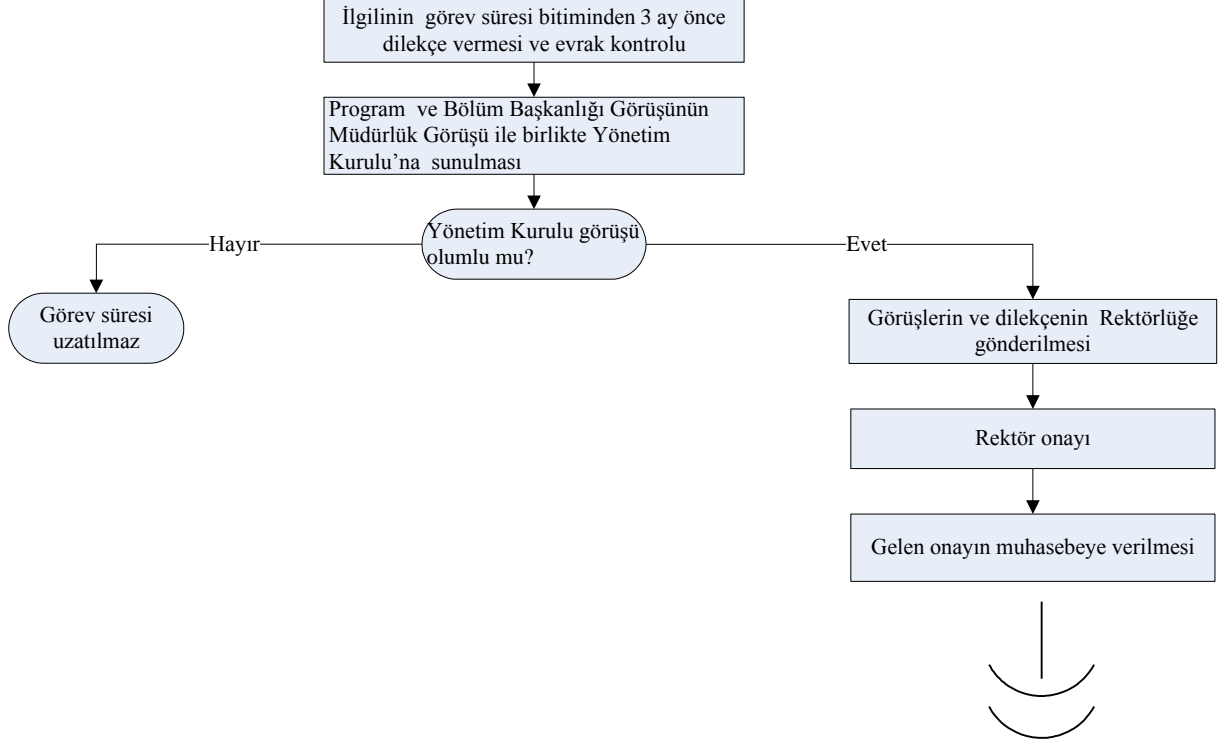 İlgilinin görev süresi bitiminden 3 ay önce
dilekçe vermesi ve evrak kontrolu
Program ve Bölüm Başkanlığı Görüşünün
Müdürlük Görüşü ile birlikte Yönetim
Kurulu’na sunulması
Yönetim Kurulu görüşü
olumlu mu?
Hayır
Evet
Görev süresi
uzatılmaz
Görüşlerin ve dilekçenin Rektörlüğe
gönderilmesi
Rektör onayı
Gelen onayın muhasebeye verilmesi